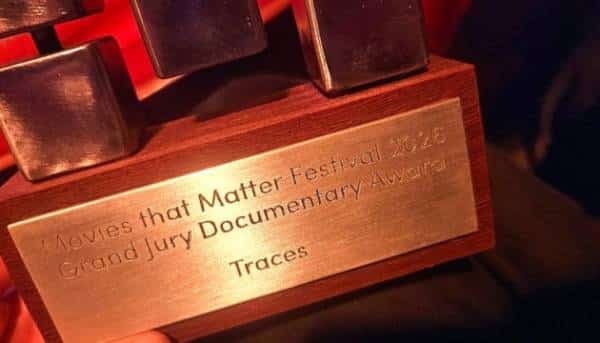 Movies that Matter Festival 2026
Grand Jury Documentary Award
Traces